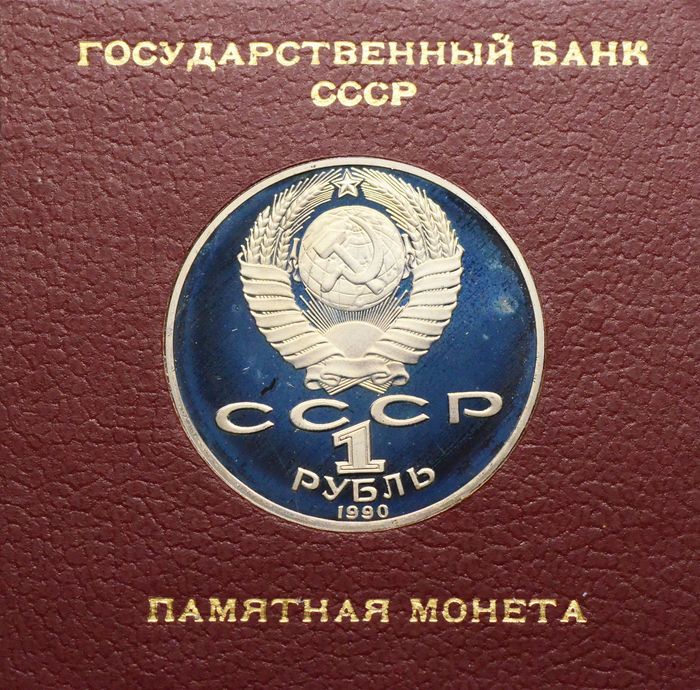 ГОСУДАРСТВЕННЫЙ БАНК
СССР
СССР
1
РУБЛЬ
1990
ПАМЯТНАЯ МОНЕТА